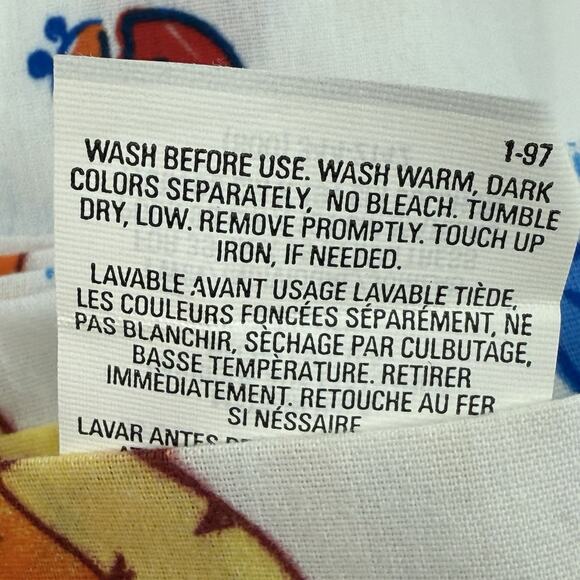 1-97
WASH BEFORE USE. WASH WARM, DARK
COLORS SEPARATELY, NO BLEACH. TUMBLE
DRY, LOW. REMOVE PROMPTLY. TOUCH UP
IRON, IF NEEDED.
LAVABLE AVANT USAGE LAVABLE TIÈDE,
LES COULEURS FONCÉES SÉPARÉMENT, NE
PAS BLANCHIR, SÈCHAGE PAR CULBUTAGE,
BASSE TEMPÈRATURE. RETIRER
IMMÈDIATEMENT. RETOUCHE AU FER
SI NÉSSAIRE
LAVAR ANTES